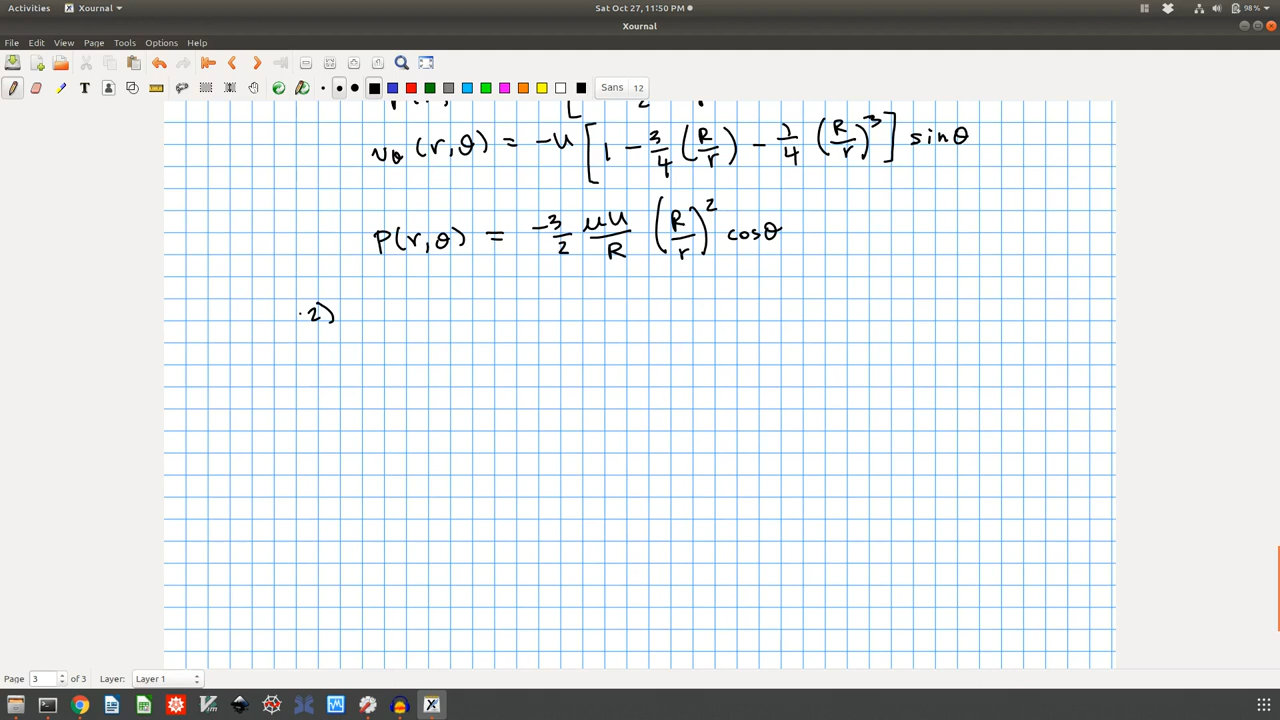 Activities Xournal Sat Oct 27, 11:50 PM 98%
Xournal
File Edit View Page Tools Options Help
Sans 12
v_θ (r,θ) = -U [1 - 3/4 (R/r) - 1/4 (R/r)^3] sinθ
p(r,θ) = -3/2 μU/R (R/r)^2 cosθ
2)
Page 3 of 3 Layer: Layer 1